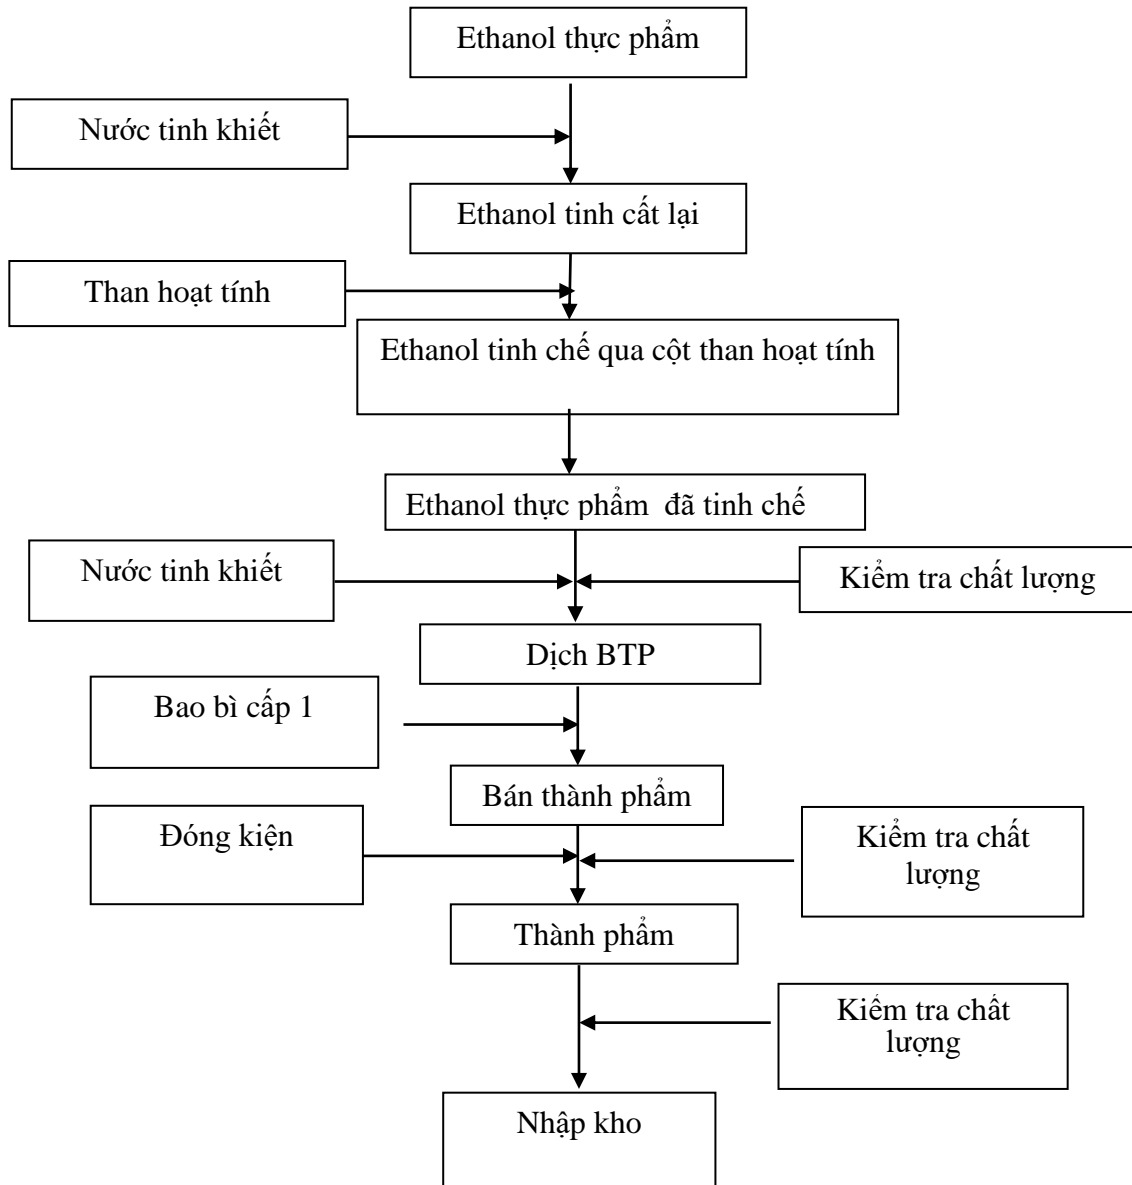 Ethanol thực phẩm
Nước tinh khiết
Ethanol tinh cất lại
Than hoạt tính
Ethanol tinh chế qua cột than hoạt tính
Ethanol thực phẩm đã tinh chế
Nước tinh khiết
Kiểm tra chất lượng
Dịch BTP
Bao bì cấp 1
Bán thành phẩm
Đóng kiện
Kiểm tra chất
lượng
Thành phẩm
Kiểm tra chất
lượng
Nhập kho